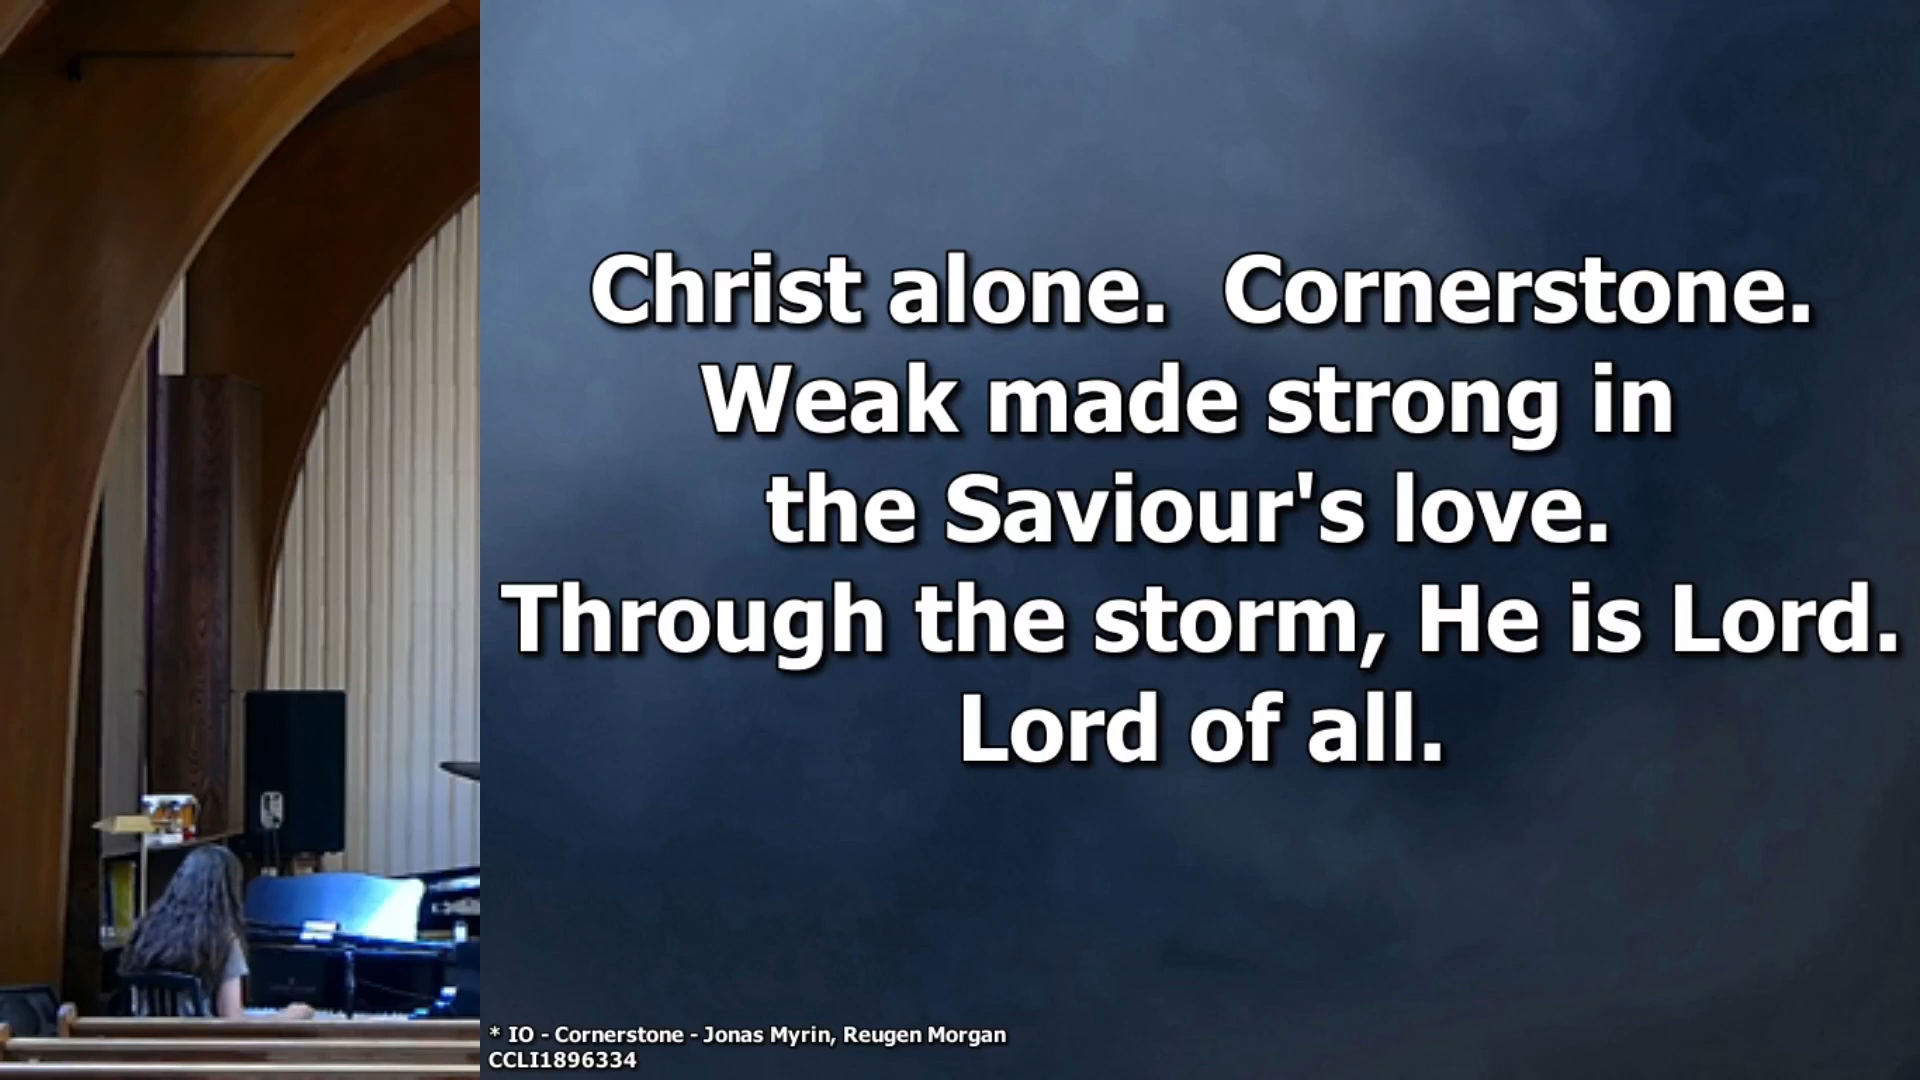 Christ alone.  Cornerstone.
Weak made strong in
the Saviour's love.
Through the storm, He is Lord.
Lord of all.
* IO - Cornerstone - Jonas Myrin, Reugen Morgan
CCLI1896334